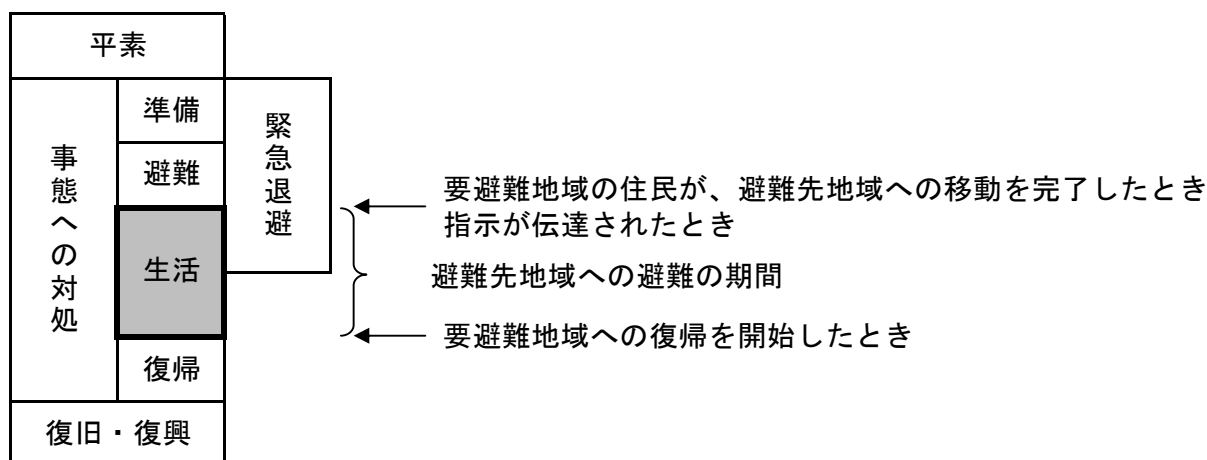 平素
事態への対処
準備
避難
生活
復帰
緊急退避
復旧・復興
要避難地域の住民が、避難先地域への移動を完了したとき
指示が伝達されたとき
避難先地域への避難の期間
要避難地域への復帰を開始したとき